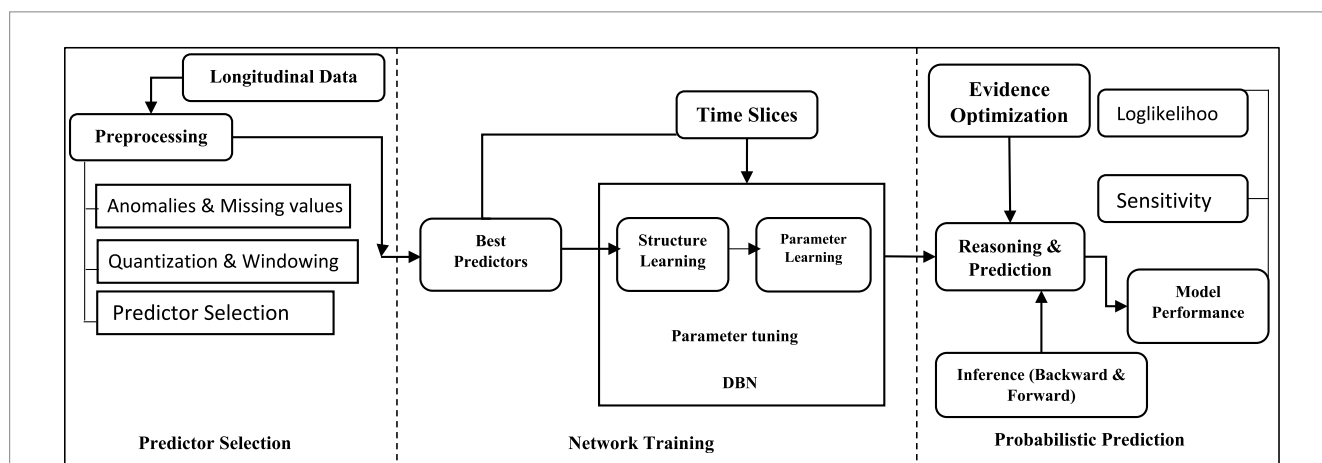 Longitudinal Data
Preprocessing
Anomalies & Missing values
Quantization & Windowing
Predictor Selection
Predictor Selection
Time Slices
Best
Predictors
Structure
Learning
Parameter
Learning
Parameter tuning
DBN
Network Training
Evidence
Optimization
Loglikelihoo
Sensitivity
Reasoning &
Prediction
Model
Performance
Inference (Backward &
Forward)
Probabilistic Prediction